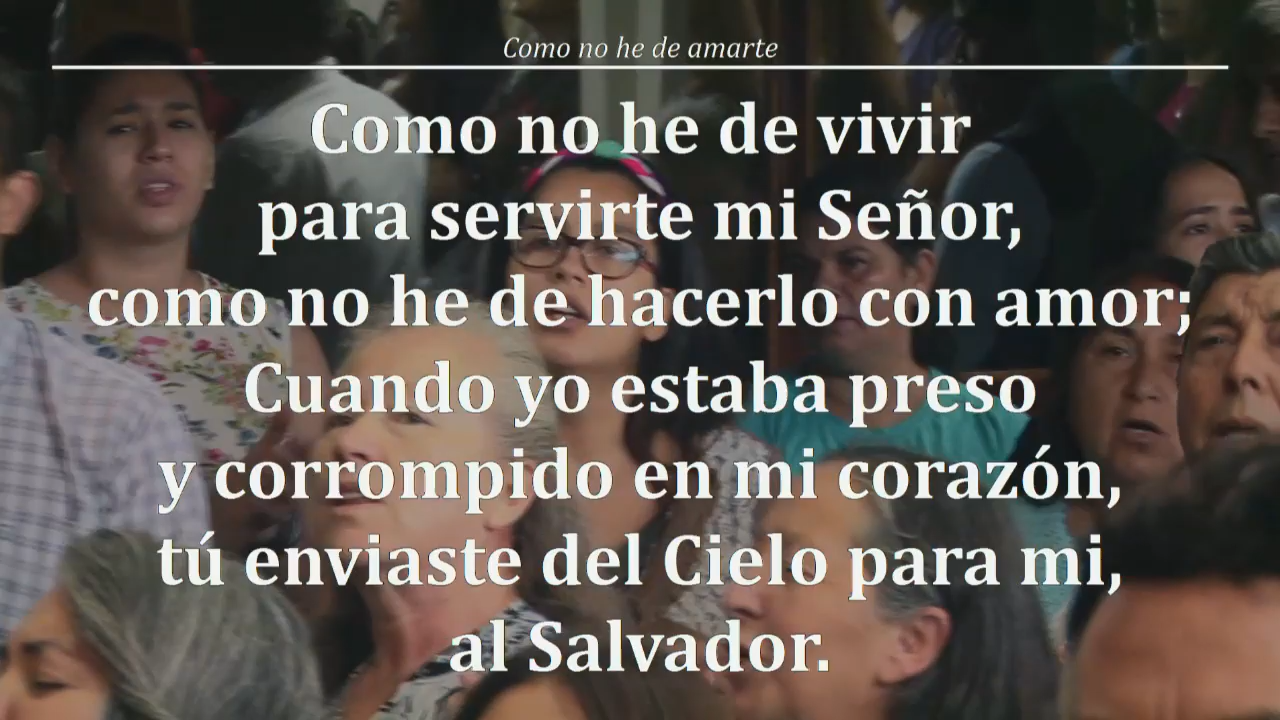 Como no he de amarte
Como no he de vivir
para servirte mi Señor,
como no he de hacerlo con amor;
Cuando yo estaba preso
y corrompido en mi corazón,
tú enviaste del Cielo para mi,
al Salvador.